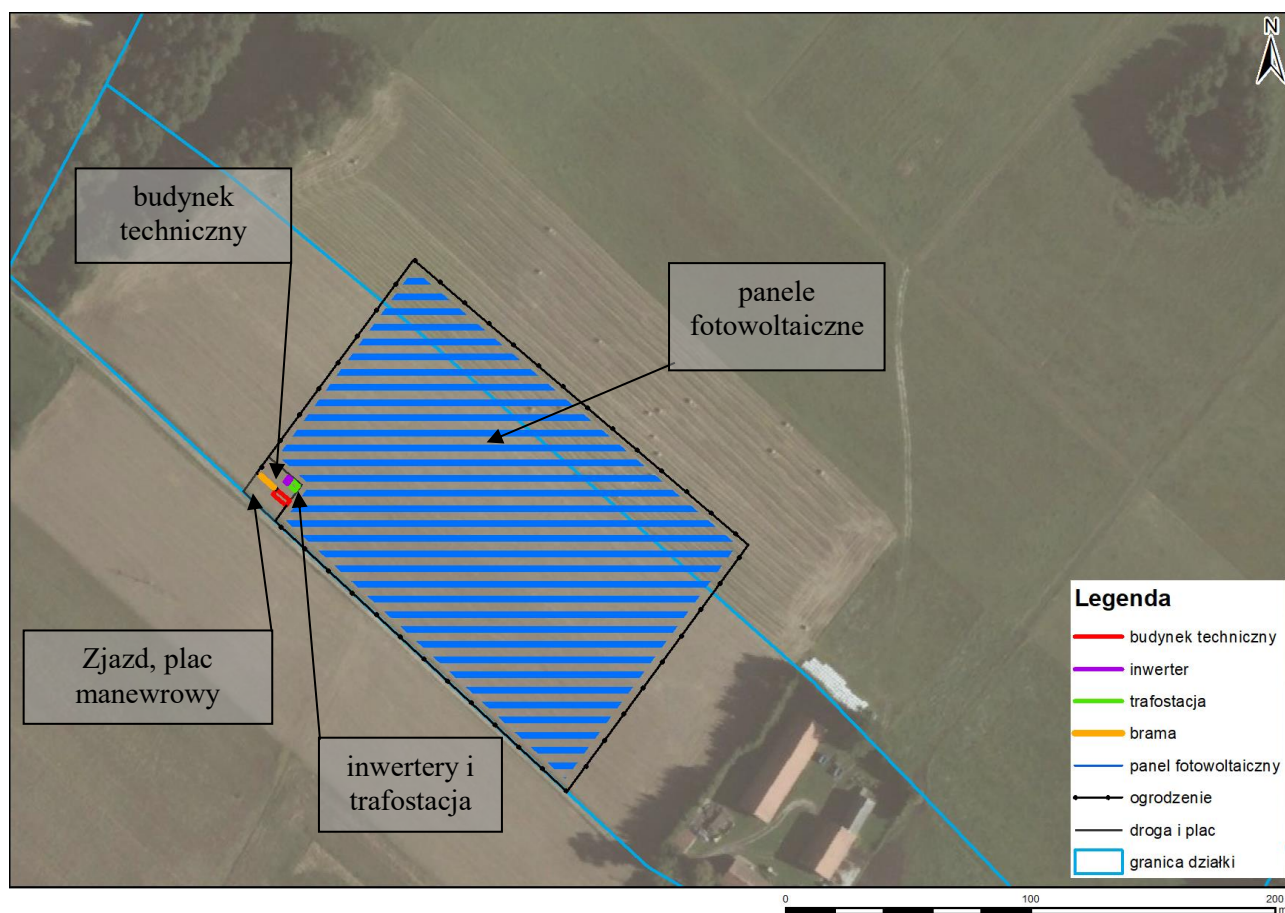 N
budynek
techniczny
panele
fotowoltaiczne
Zjazd, plac
manewrowy
inwertery i
trafostacja
Legenda
budynek techniczny
inwerter
trafostacja
brama
panel fotowoltaiczny
ogrodzenie
droga i plac
granica działki
0 100 200
m